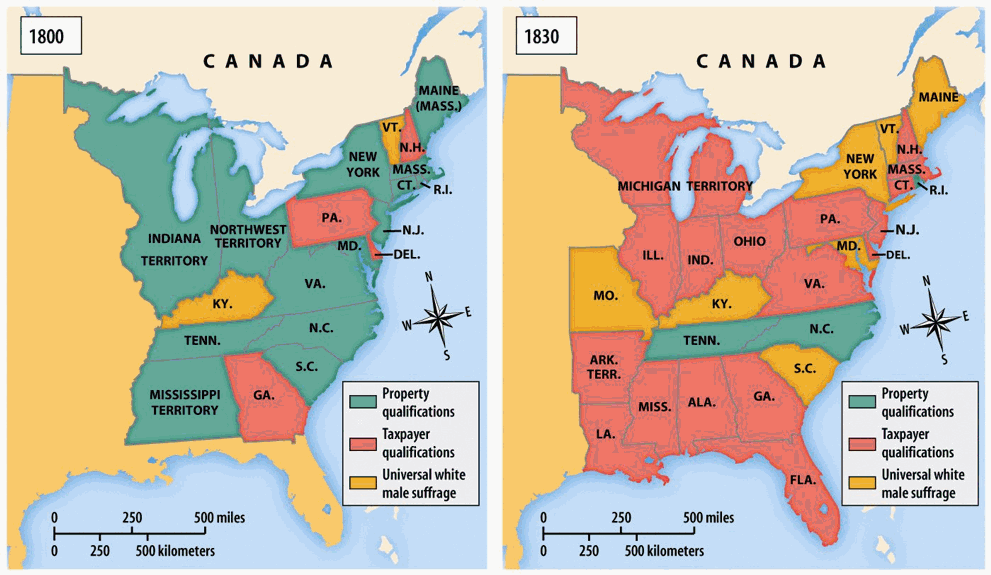 1800
CANADA
MAINE
(MASS.)
VT.
N.H.
NEW
YORK
MASS.
CT.
R.I.
PA.
N.J.
MD.
DEL.
INDIANA
TERRITORY
NORTHWEST
TERRITORY
VA.
KY.
N.C.
TENN.
S.C.
MISSISSIPPI
TERRITORY
GA.
N
W
E
S
Property
qualifications
Taxpayer
qualifications
Universal white
male suffrage
0 250 500 miles
0 250 500 kilometers
1830
CANADA
MAINE
VT.
N.H.
NEW
YORK
MASS.
CT.
R.I.
MICHIGAN TERRITORY
PA.
N.J.
OHIO
MD.
DEL.
ILL.
IND.
VA.
MO.
KY.
N.C.
TENN.
S.C.
ARK.
TERR.
MISS.
ALA.
GA.
LA.
FLA.
N
W
E
S
Property
qualifications
Taxpayer
qualifications
Universal white
male suffrage
0 250 500 miles
0 250 500 kilometers